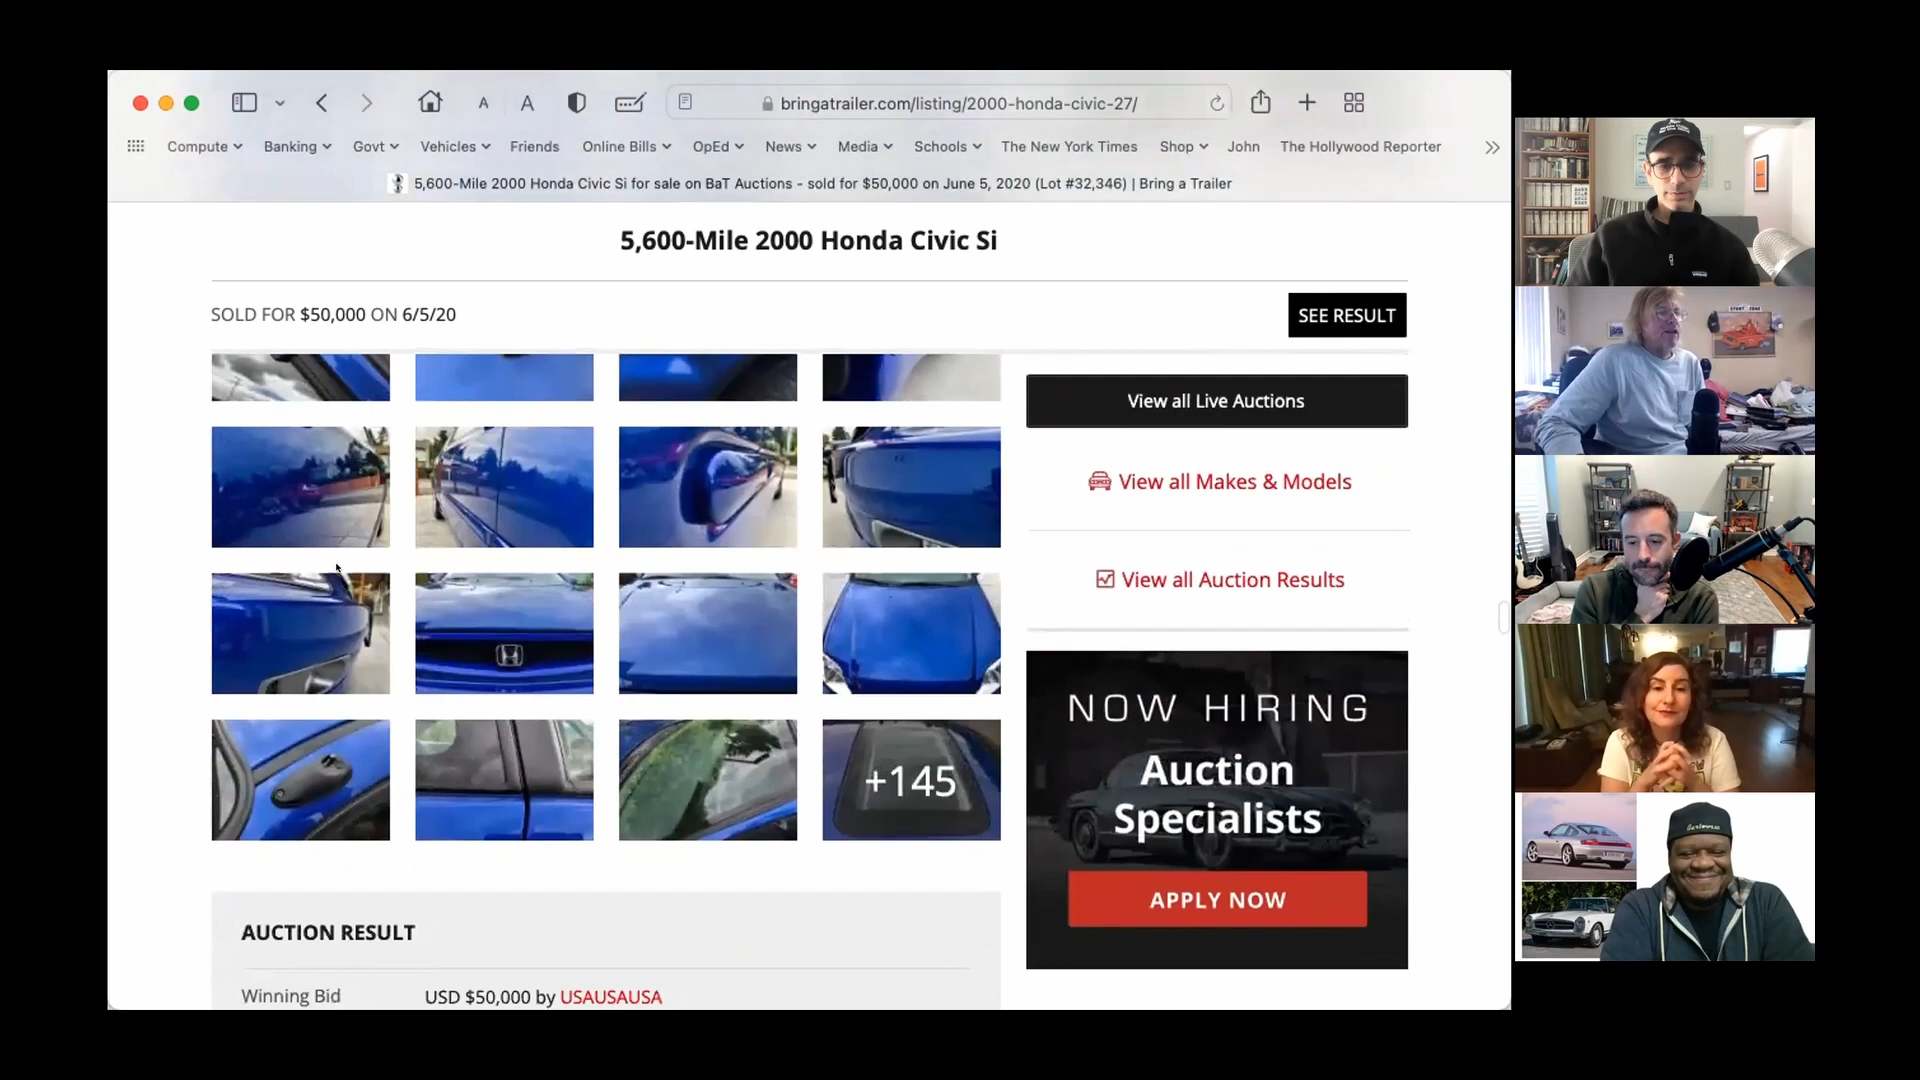 bringatrailer.com/listing/2000-honda-civic-27/
Compute Banking Govt Vehicles Friends Online Bills OpEd News Media Schools The New York Times Shop John The Hollywood Reporter
5,600-Mile 2000 Honda Civic Si for sale on BaT Auctions - sold for $50,000 on June 5, 2020 (Lot #32,346) | Bring a Trailer
5,600-Mile 2000 Honda Civic Si
SOLD FOR $50,000 ON 6/5/20
SEE RESULT
View all Live Auctions
View all Makes & Models
View all Auction Results
+145
NOW HIRING
Auction
Specialists
APPLY NOW
AUCTION RESULT
Winning Bid USD $50,000 by USAUSAUSA